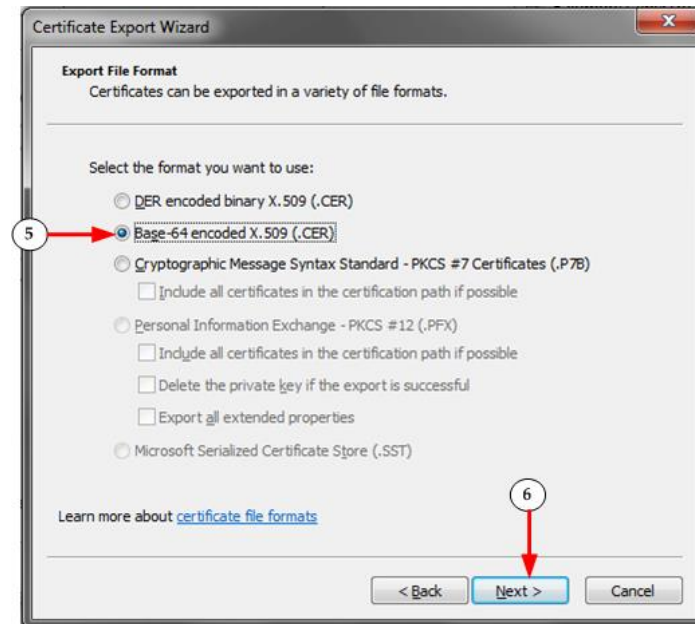 Certificate Export Wizard
Export File Format
Certificates can be exported in a variety of file formats.
Select the format you want to use:
DER encoded binary X.509 (.CER)
5
Base-64 encoded X.509 (.CER)
Cryptographic Message Syntax Standard - PKCS #7 Certificates (.P7B)
Include all certificates in the certification path if possible
Personal Information Exchange - PKCS #12 (.PFX)
Include all certificates in the certification path if possible
Delete the private key if the export is successful
Export all extended properties
Microsoft Serialized Certificate Store (.SST)
6
Learn more about certificate file formats
< Back Next > Cancel